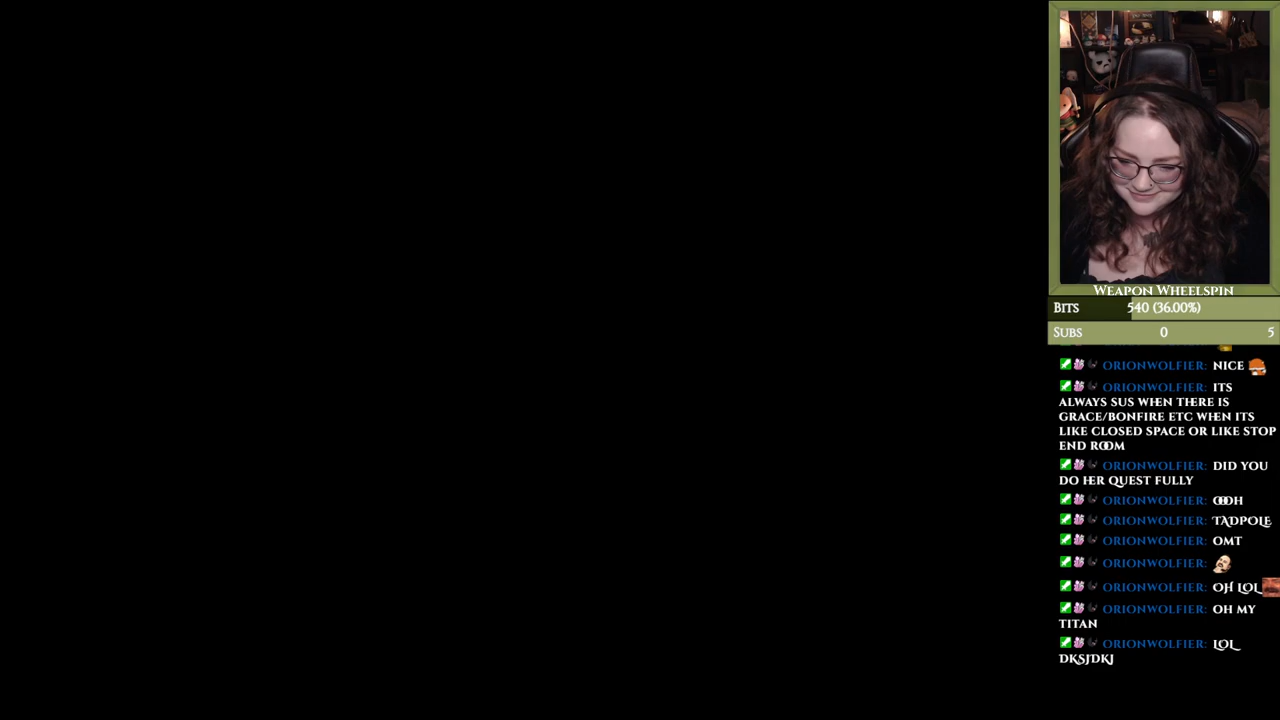 Weapon Wheelspin
Bits 540 (36.00%)
Subs 0 5
ORIONWOLFIER: NICE
ORIONWOLFIER: ITS
ALWAYS SUS WHEN THERE IS
GRACE/BONFIRE ETC WHEN ITS
LIKE CLOSED SPACE OR LIKE STOP
END ROOM
ORIONWOLFIER: DID YOU
DO HER QUEST FULLY
ORIONWOLFIER: OOOH
ORIONWOLFIER: TADPOLE
ORIONWOLFIER: OMT
ORIONWOLFIER:
ORIONWOLFIER: OH LOL
ORIONWOLFIER: OH MY
TITAN
ORIONWOLFIER: LOL
DKSJDKJ